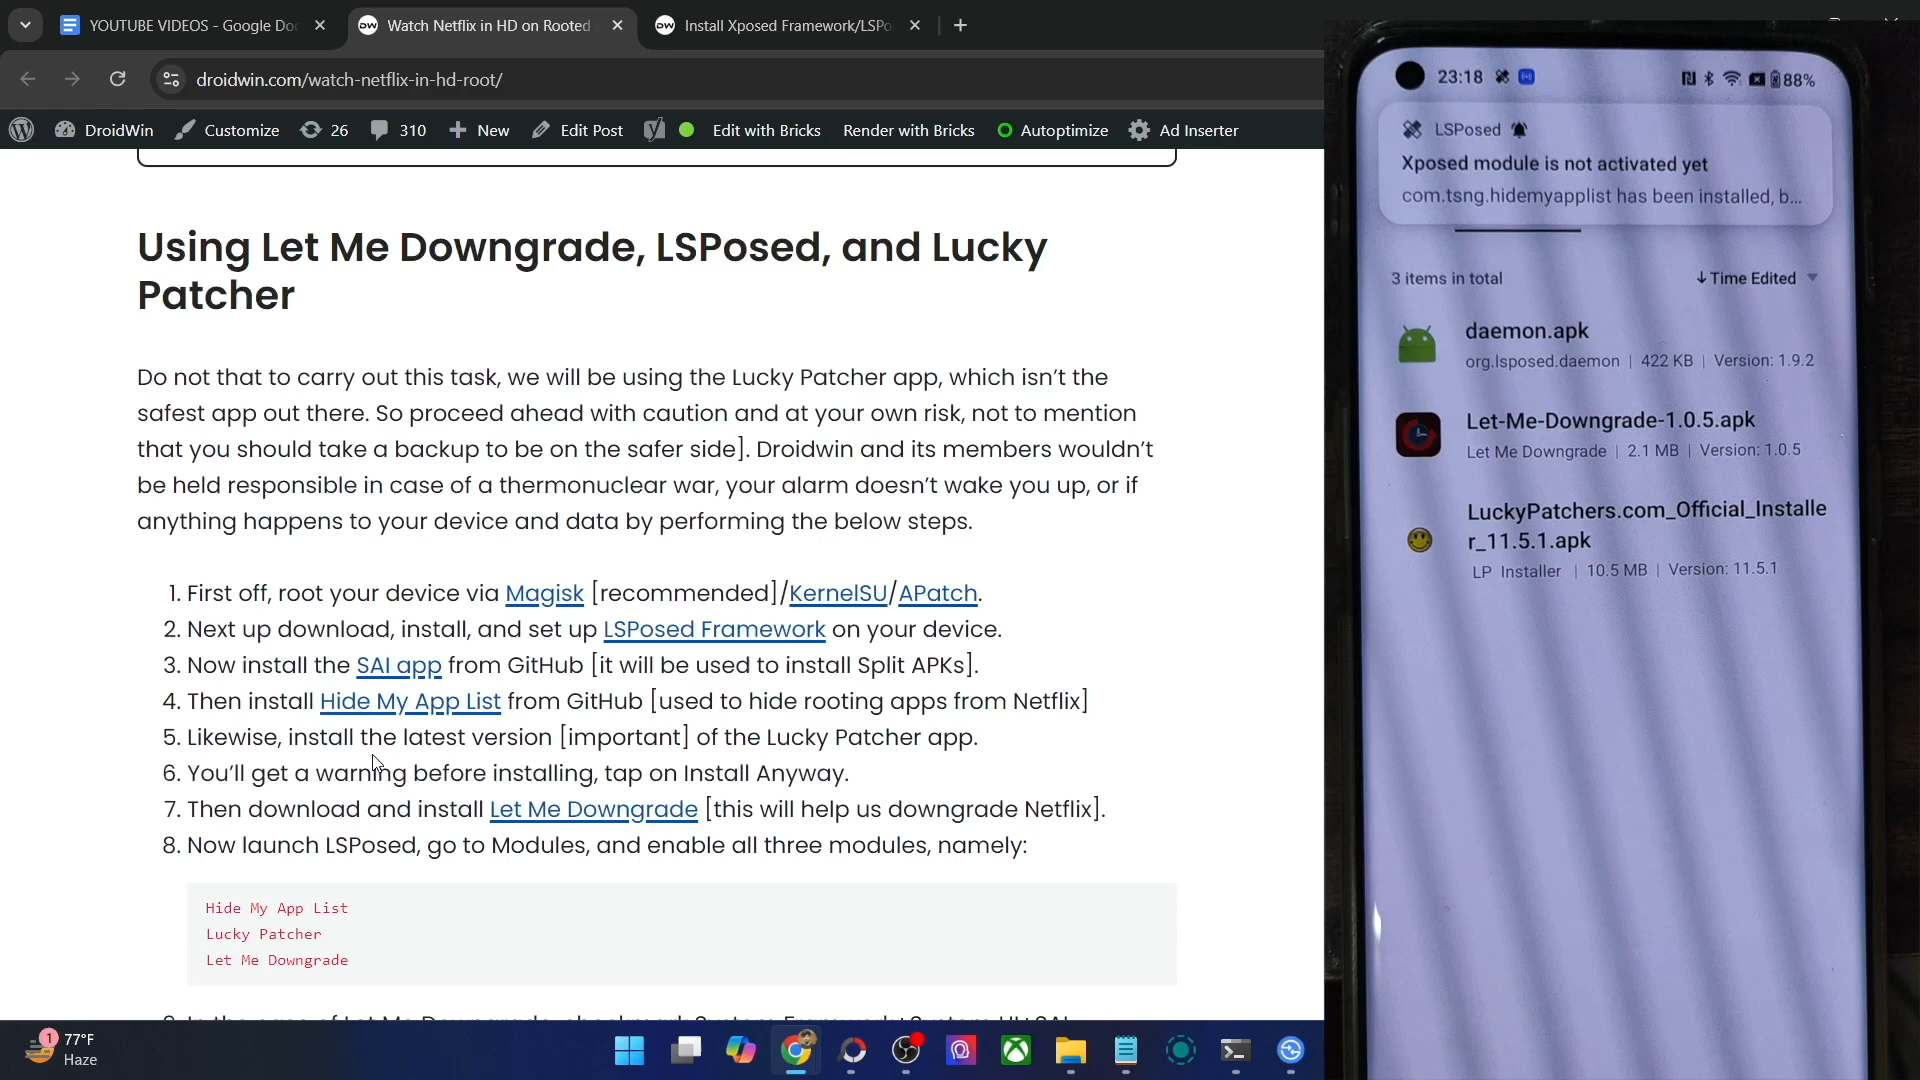 YOUTUBE VIDEOS - Google Do
Watch Netflix in HD on Rooted
Install Xposed Framework/LSPo
droidwin.com/watch-netflix-in-hd-root/
DroidWin
Customize
26
310
New
Edit Post
Edit with Bricks
Render with Bricks
Autoptimize
Ad Inserter
Using Let Me Downgrade, LSPosed, and Lucky
Patcher
Do not that to carry out this task, we will be using the Lucky Patcher app, which isn’t the
safest app out there. So proceed ahead with caution and at your own risk, not to mention
that you should take a backup to be on the safer side]. Droidwin and its members wouldn’t
be held responsible in case of a thermonuclear war, your alarm doesn’t wake you up, or if
anything happens to your device and data by performing the below steps.
1. First off, root your device via Magisk [recommended]/KernelSU/APatch.
2. Next up download, install, and set up LSPosed Framework on your device.
3. Now install the SAI app from GitHub [it will be used to install Split APKs].
4. Then install Hide My App List from GitHub [used to hide rooting apps from Netflix]
5. Likewise, install the latest version [important] of the Lucky Patcher app.
6. You’ll get a warning before installing, tap on Install Anyway.
7. Then download and install Let Me Downgrade [this will help us downgrade Netflix].
8. Now launch LSPosed, go to Modules, and enable all three modules, namely:
Hide My App List
Lucky Patcher
Let Me Downgrade
1
77°F
Haze
23:18
88%
LSPosed
Xposed module is not activated yet
com.tsng.hidemyapplist has been installed, b...
3 items in total
Time Edited
daemon.apk
org.lsposed.daemon | 422 KB | Version: 1.9.2
Let-Me-Downgrade-1.0.5.apk
Let Me Downgrade | 2.1 MB | Version: 1.0.5
LuckyPatchers.com_Official_Installe
r_11.5.1.apk
LP Installer | 10.5 MB | Version: 11.5.1